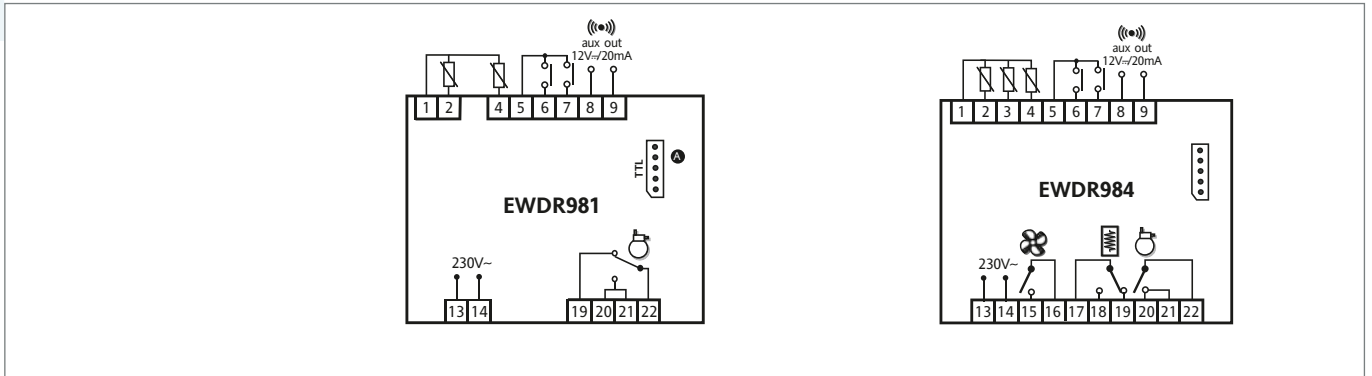 aux out
12V≂/20mA
1 2 4 5 6 7 8 9
TTL
A
EWDR981
230V~
13 14 19 20 21 22
aux out
12V≂/20mA
1 2 3 4 5 6 7 8 9
EWDR984
230V~
13 14 15 16 17 18 19 20 21 22